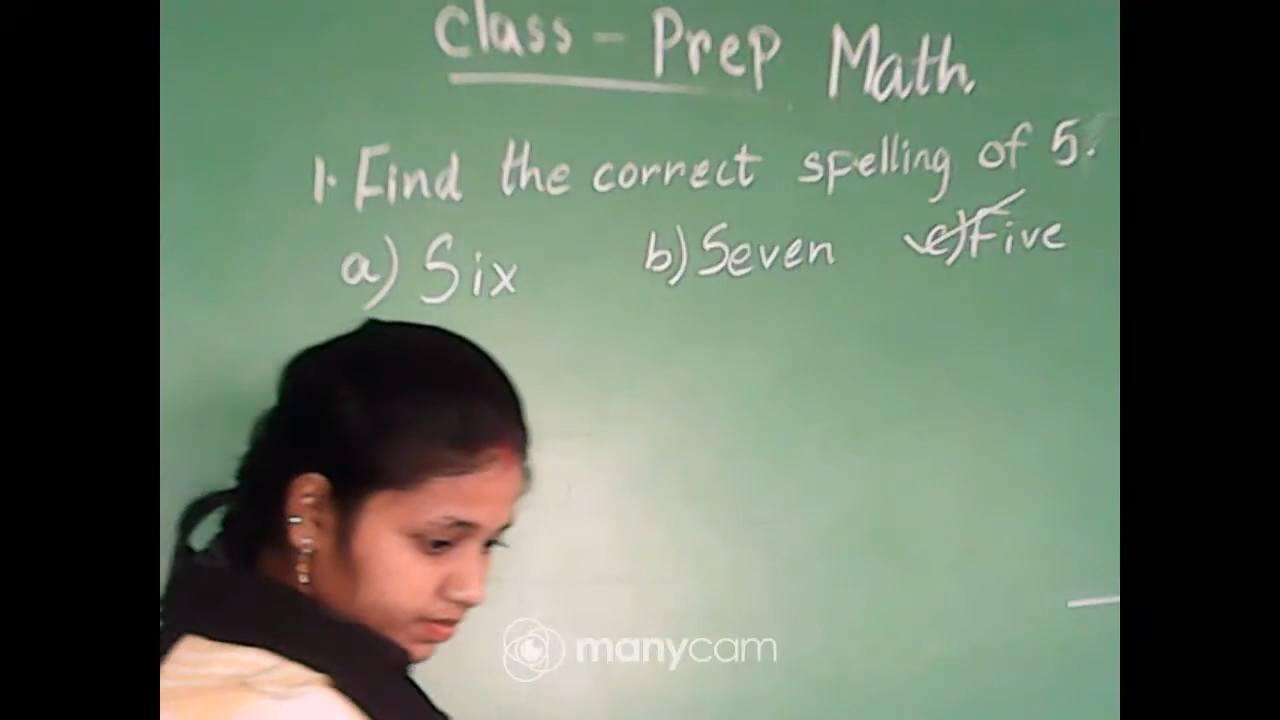 Class - Prep Math.
1. Find the correct spelling of 5.
a) Six b) Seven c) Five
manycam